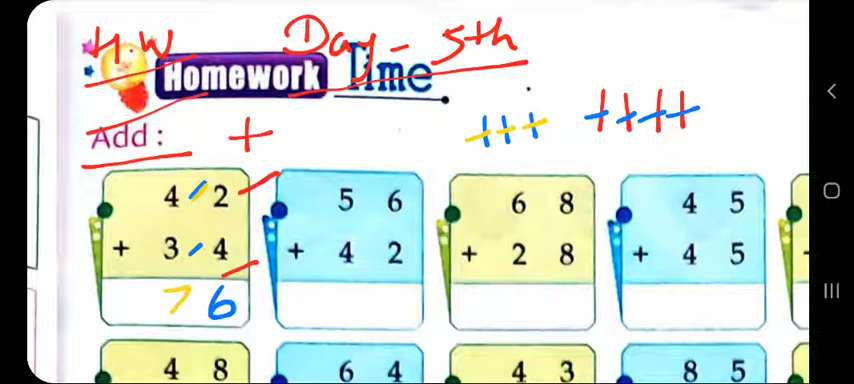 H.W Day - 5th
Homework Time
Add : + +++ ++++
4 2 5 6 6 8 4 5
+ 3 4 + 4 2 + 2 8 + 4 5 +
7 6
4 8 6 4 4 3 8 5